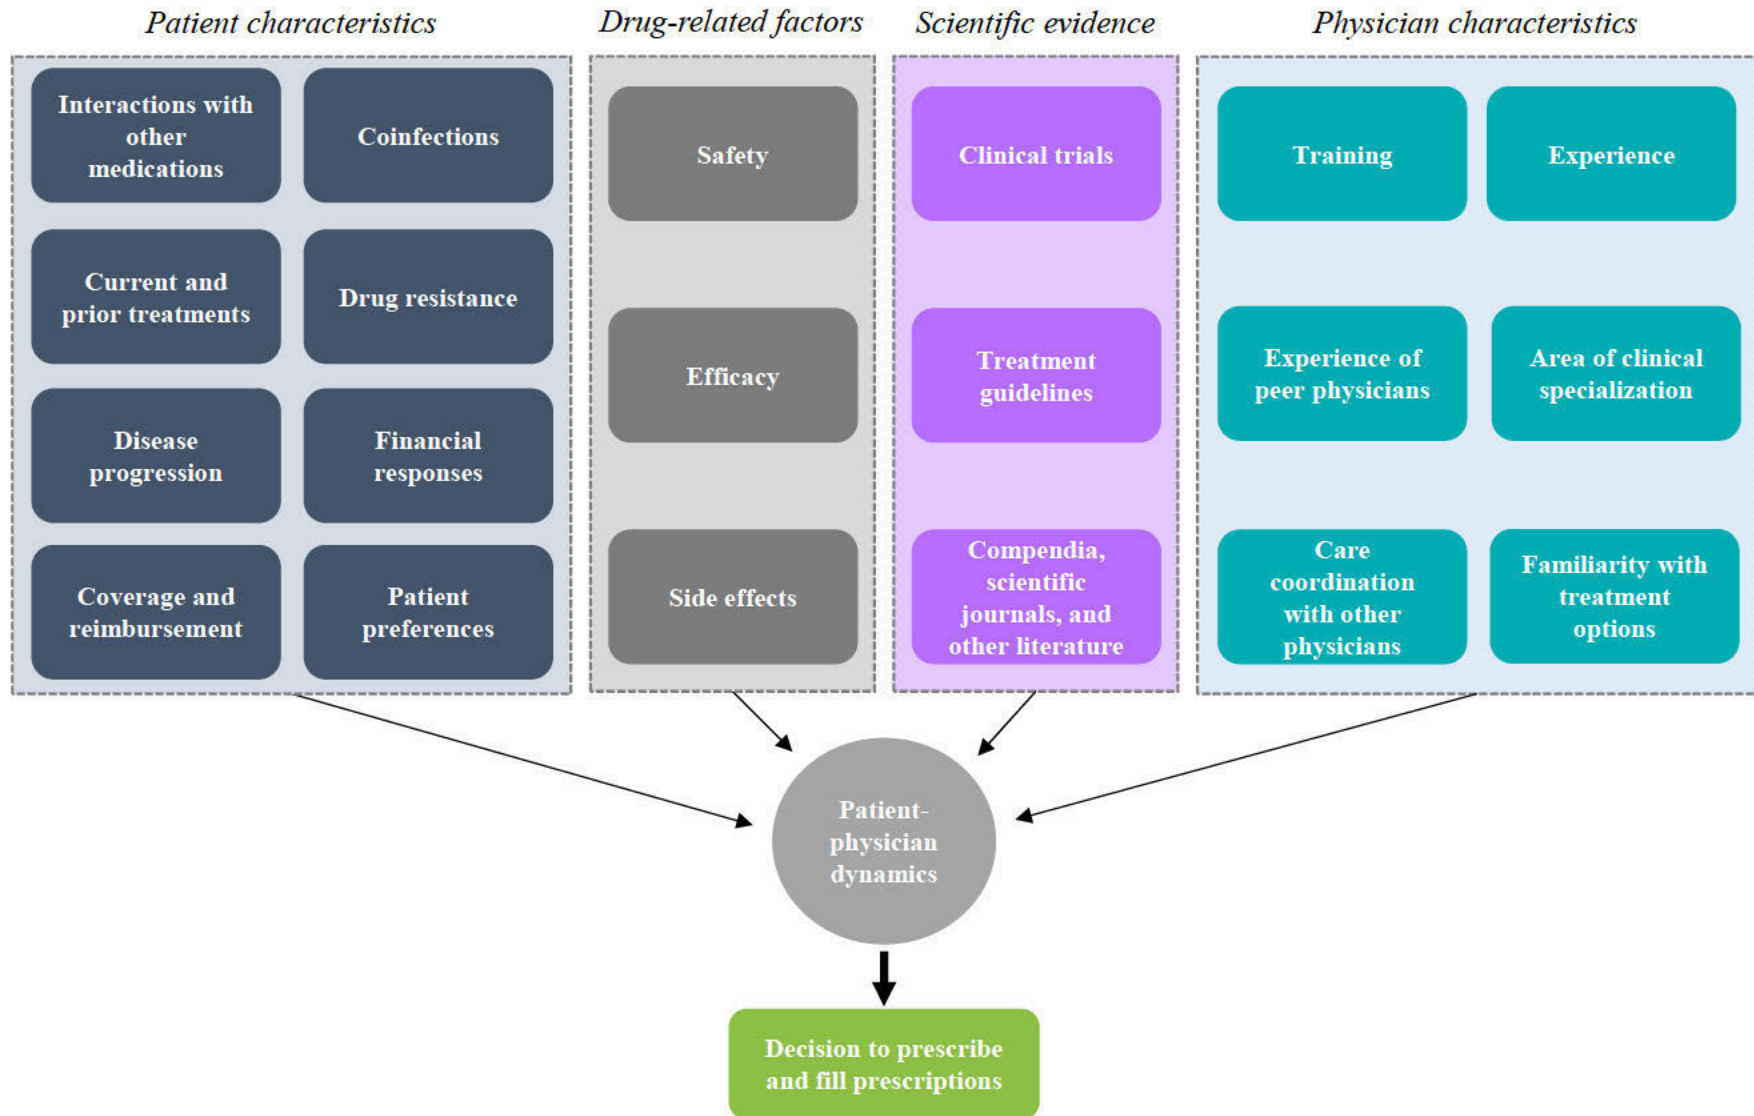 Patient characteristics
Drug-related factors
Scientific evidence
Physician characteristics
Interactions with
other
medications
Coinfections
Current and
prior treatments
Drug resistance
Disease
progression
Financial
responses
Coverage and
reimbursement
Patient
preferences
Safety
Efficacy
Side effects
Clinical trials
Treatment
guidelines
Compendia,
scientific
journals, and
other literature
Training
Experience
Experience of
peer physicians
Area of clinical
specialization
Care
coordination
with other
physicians
Familiarity with
treatment
options
Patient-
physician
dynamics
Decision to prescribe
and fill prescriptions